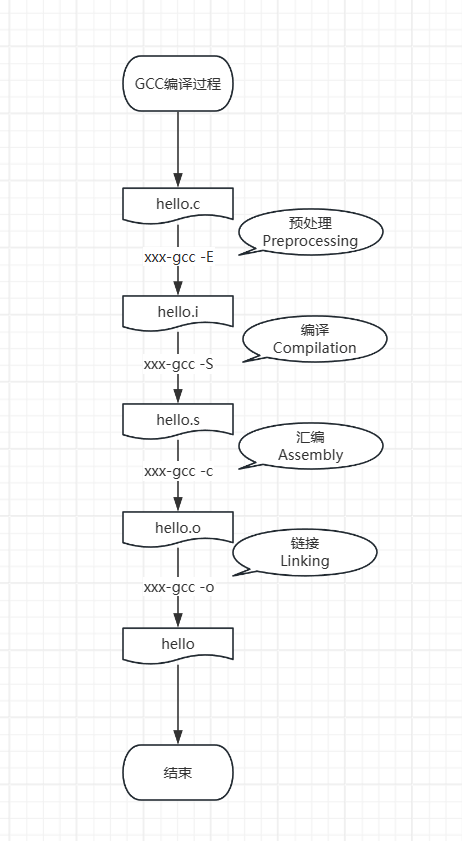 GCC编译过程
hello.c
预处理
Preprocessing
xxx-gcc -E
hello.i
编译
Compilation
xxx-gcc -S
hello.s
汇编
Assembly
xxx-gcc -c
hello.o
链接
Linking
xxx-gcc -o
hello
结束